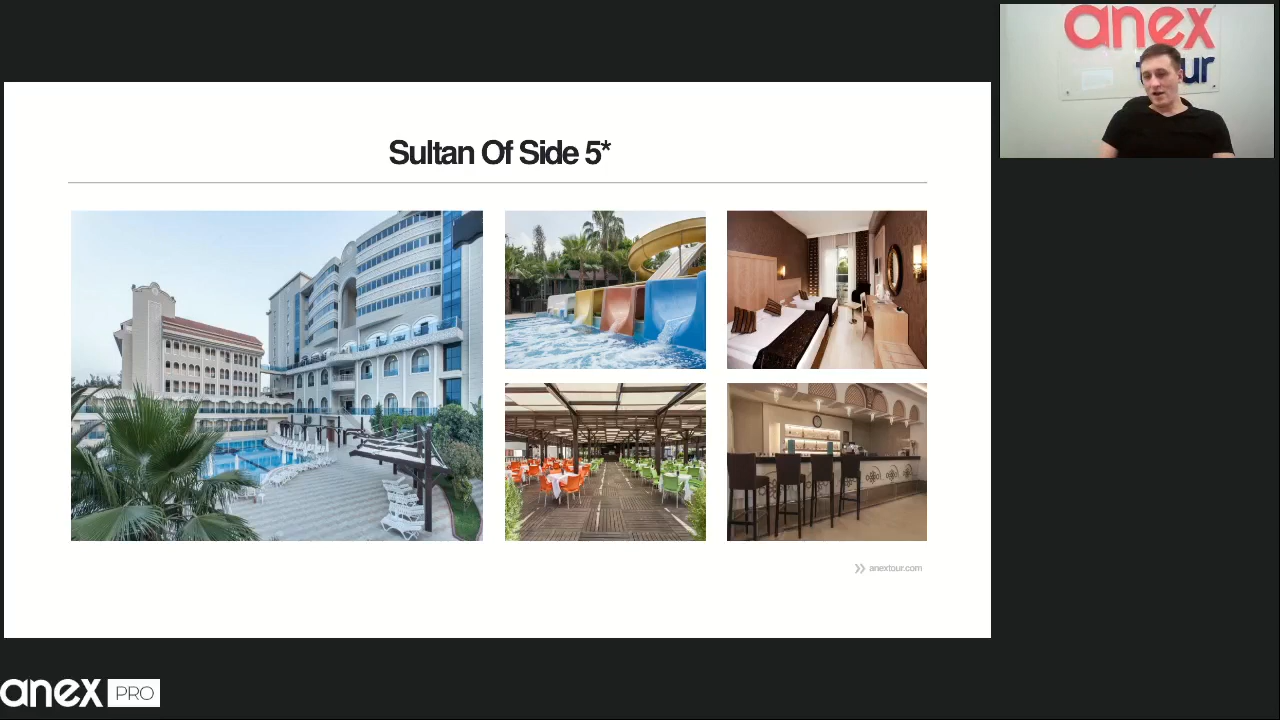 anex
tour
Sultan Of Side 5*
anextour.com
anex PRO